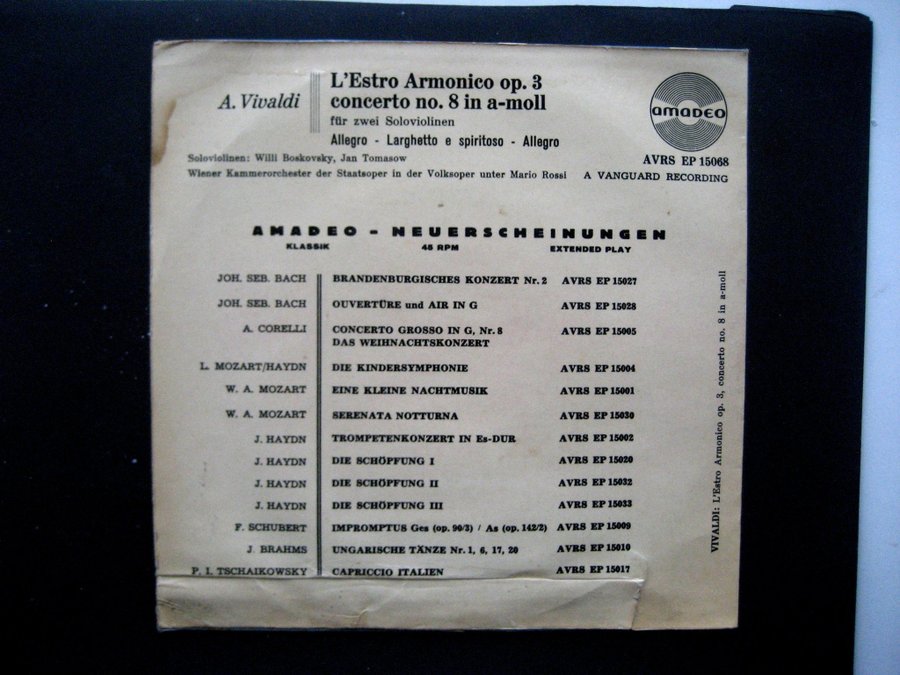 A. Vivaldi
L'Estro Armonico op. 3
concerto no. 8 in a-moll
für zwei Soloviolinen
Allegro - Larghetto e spiritoso - Allegro
amadeo
Soloviolinen: Willi Boskovsky, Jan Tomasow
AVRS EP 15068
Wiener Kammerorchester der Staatsoper in der Volksoper unter Mario Rossi
A VANGUARD RECORDING
AMADEO - NEUERSCHEINUNGEN
KLASSIK 45 RPM EXTENDED PLAY
JOH. SEB. BACH BRANDENBURGISCHES KONZERT Nr. 2 AVRS EP 15027
JOH. SEB. BACH OUVERTÜRE und AIR IN G AVRS EP 15028
A. CORELLI CONCERTO GROSSO IN G, Nr. 8 AVRS EP 15005
DAS WEIHNACHTSKONZERT
L. MOZART/HAYDN DIE KINDERSYMPHONIE AVRS EP 15004
W. A. MOZART EINE KLEINE NACHTMUSIK AVRS EP 15001
W. A. MOZART SERENATA NOTTURNA AVRS EP 15030
J. HAYDN TROMPETENKONZERT IN Es-DUR AVRS EP 15002
J. HAYDN DIE SCHÖPFUNG I AVRS EP 15020
J. HAYDN DIE SCHÖPFUNG II AVRS EP 15032
J. HAYDN DIE SCHÖPFUNG III AVRS EP 15033
F. SCHUBERT IMPROMPTUS Ges (op. 90/3) / As (op. 142/2) AVRS EP 15009
J. BRAHMS UNGARISCHE TÄNZE Nr. 1, 6, 17, 20 AVRS EP 15010
P. I. TSCHAIKOWSKY CAPRICCIO ITALIEN AVRS EP 15017
VIVALDI: L'Estro Armonico op. 3, concerto no. 8 in a-moll